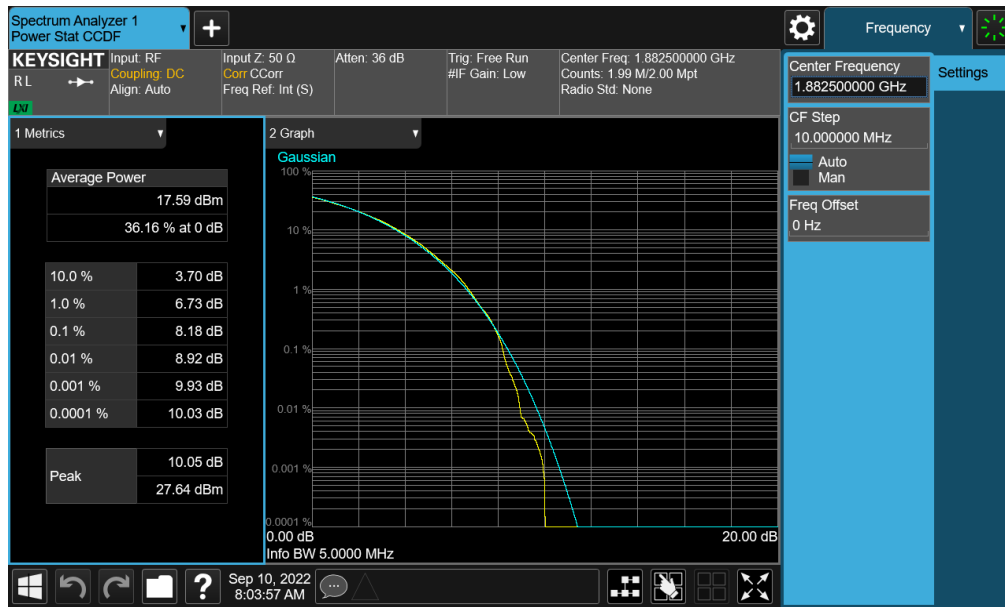 Spectrum Analyzer 1
Power Stat CCDF
+
Frequency
KEYSIGHT
RL
LXI
Input: RF
Coupling: DC
Align: Auto
Input Z: 50 Ω
Corr CCorr
Freq Ref: Int (S)
Atten: 36 dB
Trig: Free Run
#IF Gain: Low
Center Freq: 1.882500000 GHz
Counts: 1.99 M/2.00 Mpt
Radio Std: None
Center Frequency
1.882500000 GHz
Settings
CF Step
10.000000 MHz
Auto
Man
Freq Offset
0 Hz
1 Metrics
Average Power
17.59 dBm
36.16 % at 0 dB
10.0 % 3.70 dB
1.0 % 6.73 dB
0.1 % 8.18 dB
0.01 % 8.92 dB
0.001 % 9.93 dB
0.0001 % 10.03 dB
Peak
10.05 dB
27.64 dBm
2 Graph
Gaussian
100 %
10 %
1 %
0.1 %
0.01 %
0.001 %
0.0001 %
0.00 dB 20.00 dB
Info BW 5.0000 MHz
?
Sep 10, 2022
8:03:57 AM